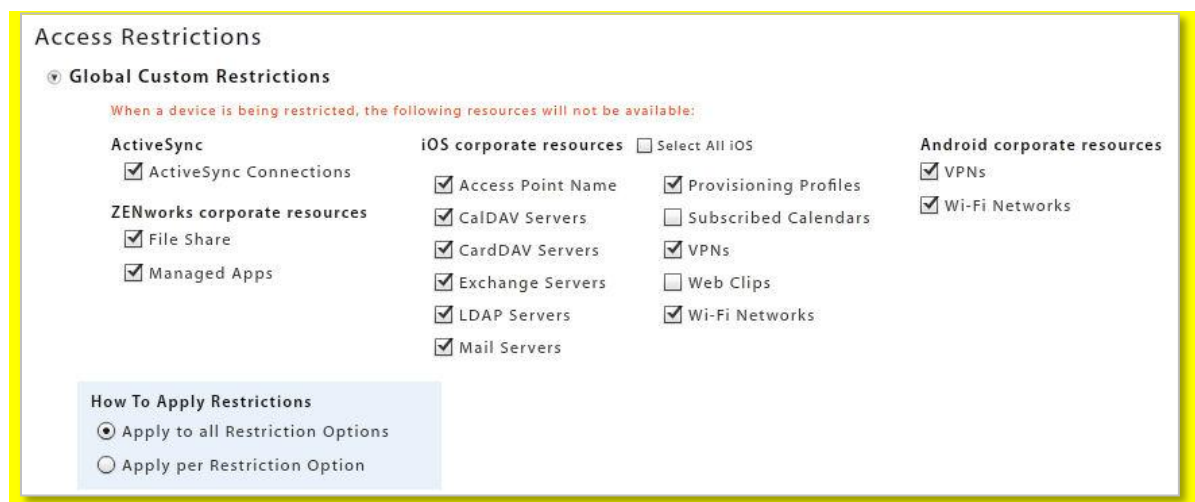 Access Restrictions
Global Custom Restrictions
When a device is being restricted, the following resources will not be available:
ActiveSync
ActiveSync Connections
ZENworks corporate resources
File Share
Managed Apps
iOS corporate resources Select All iOS
Access Point Name
CalDAV Servers
CardDAV Servers
Exchange Servers
LDAP Servers
Mail Servers
Provisioning Profiles
Subscribed Calendars
VPNs
Web Clips
Wi-Fi Networks
Android corporate resources
VPNs
Wi-Fi Networks
How To Apply Restrictions
Apply to all Restriction Options
Apply per Restriction Option